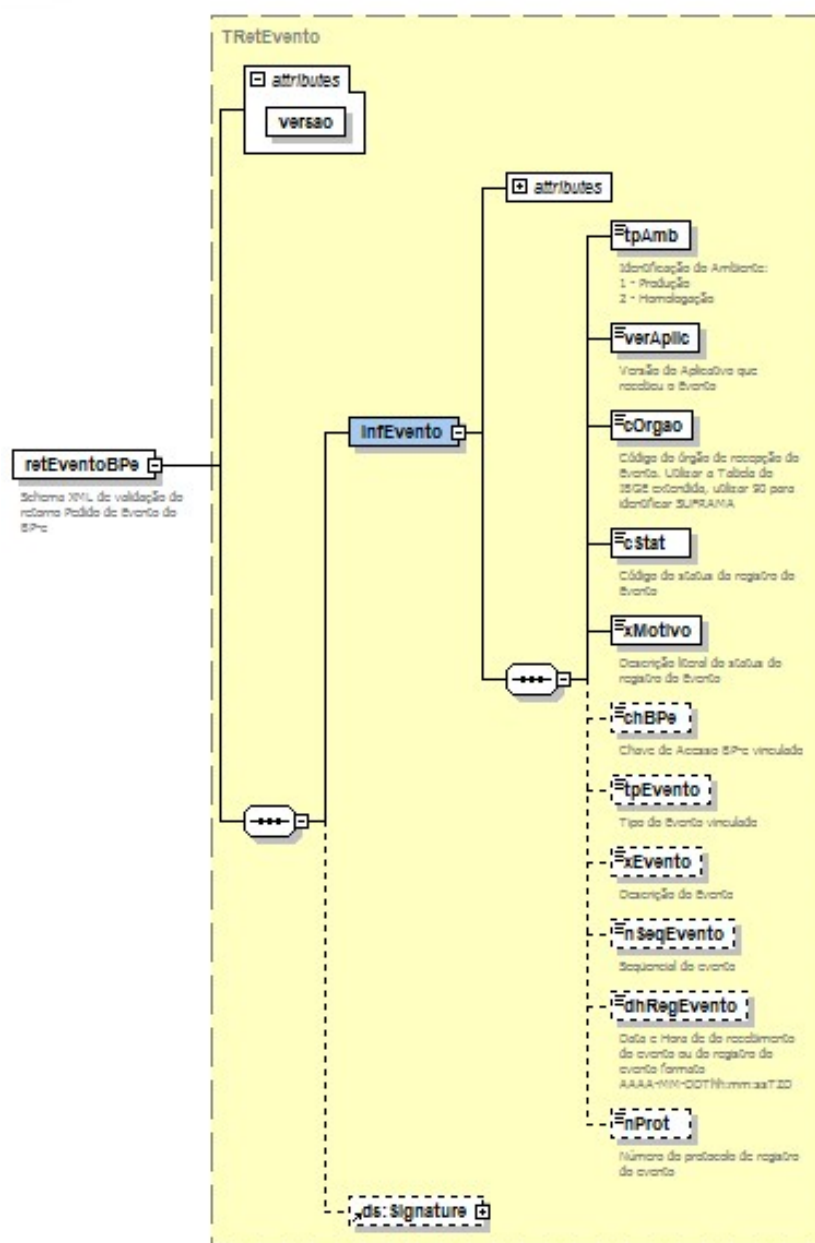 TRetEvento
attributes
versao
attributes
tpAmb
Identificação do Ambiente:
1 - Produção
2 - Homologação
verAplic
Versão do Aplicativo que
recebeu o Evento
infEvento
cOrgao
Código do órgão de recepção do
Evento. Utilizar a Tabela do
IBGE extendida, utilizar 90 para
identificar SUFRAMA
retEventoBPe
Schema XML de validação do
retorno Pedido de Evento do
BP-e
cStat
Código do status do registro do
Evento
xMotivo
Descrição literal do status do
registro do Evento
chBPe
Chave de Acesso BP-e vinculado
tpEvento
Tipo do Evento vinculado
xEvento
Descrição do Evento
nSeqEvento
Seqüencial do evento
dhRegEvento
Data e Hora de do recebimento
do evento ou do registro do
evento formato
AAAA-MM-DDThh:mm:ssTZD
nProt
Número do protocolo de registro
do evento
ds:Signature